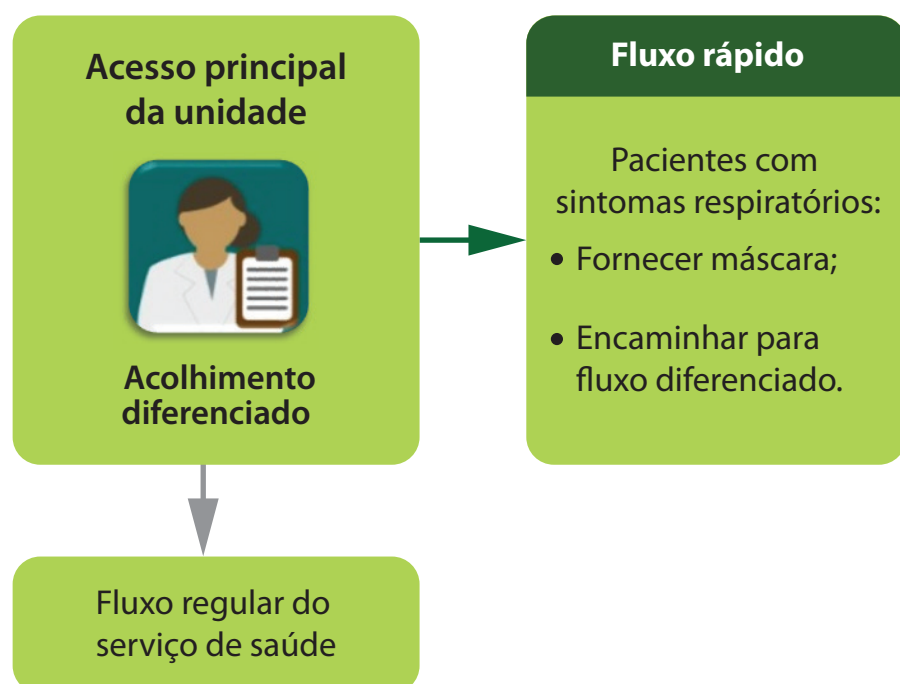 Acesso principal
da unidade
Acolhimento
diferenciado
Fluxo rápido
Pacientes com
sintomas respiratórios:
• Fornecer máscara;
• Encaminhar para
fluxo diferenciado.
Fluxo regular do
serviço de saúde